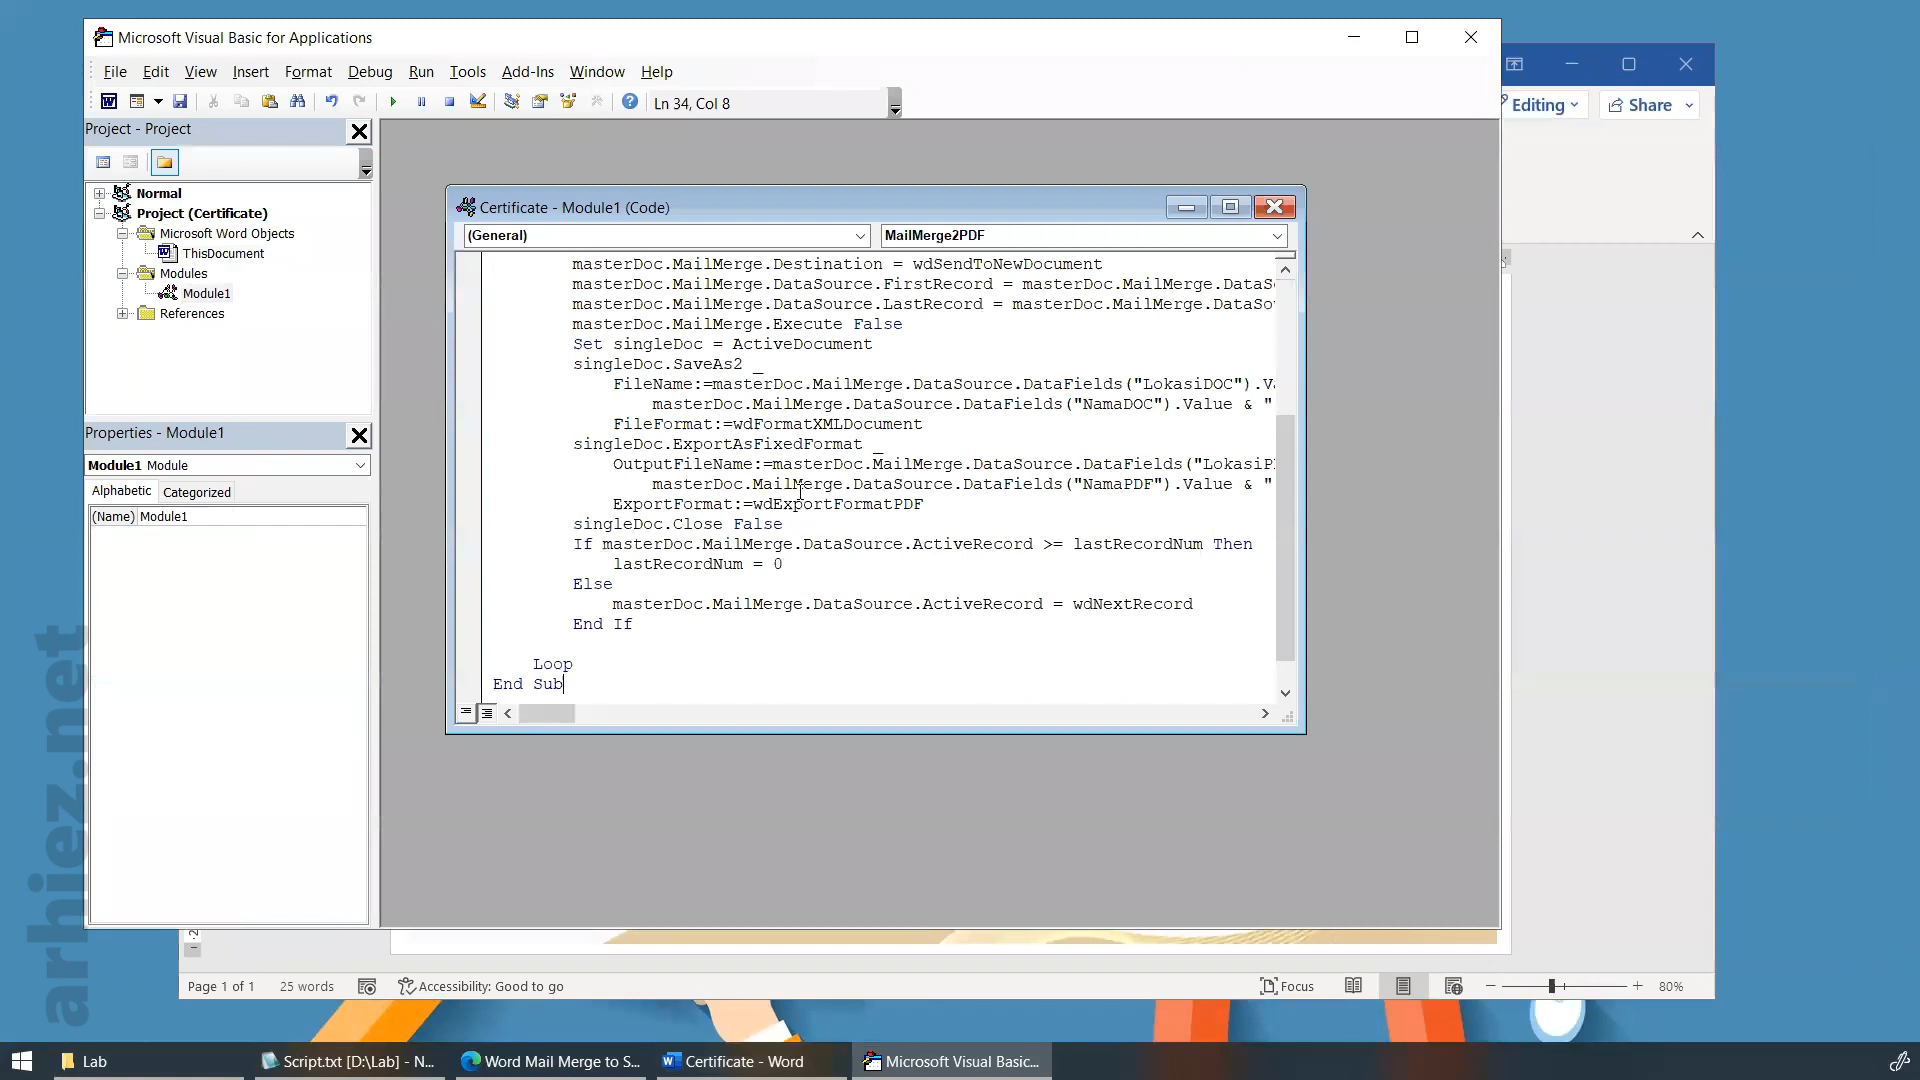 Microsoft Visual Basic for Applications
File Edit View Insert Format Debug Run Tools Add-Ins Window Help
Ln 34, Col 8
Editing
Share
Project - Project
Normal
Project (Certificate)
Microsoft Word Objects
ThisDocument
Modules
Module1
References
Properties - Module1
Module1 Module
Alphabetic Categorized
(Name) Module1
Certificate - Module1 (Code)
(General) MailMerge2PDF
masterDoc.MailMerge.Destination = wdSendToNewDocument
masterDoc.MailMerge.DataSource.FirstRecord = masterDoc.MailMerge.DataS
masterDoc.MailMerge.DataSource.LastRecord = masterDoc.MailMerge.DataSo
masterDoc.MailMerge.Execute False
Set singleDoc = ActiveDocument
singleDoc.SaveAs2 _
FileName:=masterDoc.MailMerge.DataSource.DataFields("LokasiDOC").Va
masterDoc.MailMerge.DataSource.DataFields("NamaDOC").Value & "
FileFormat:=wdFormatXMLDocument
singleDoc.ExportAsFixedFormat _
OutputFileName:=masterDoc.MailMerge.DataSource.DataFields("LokasiP
masterDoc.MailMerge.DataSource.DataFields("NamaPDF").Value & "
ExportFormat:=wdExportFormatPDF
singleDoc.Close False
If masterDoc.MailMerge.DataSource.ActiveRecord >= lastRecordNum Then
lastRecordNum = 0
Else
masterDoc.MailMerge.DataSource.ActiveRecord = wdNextRecord
End If
Loop
End Sub
arhiez.net
Page 1 of 1 25 words Accessibility: Good to go Focus 80%
Lab Script.txt [D:\Lab] - N... Word Mail Merge to S... Certificate - Word Microsoft Visual Basic...